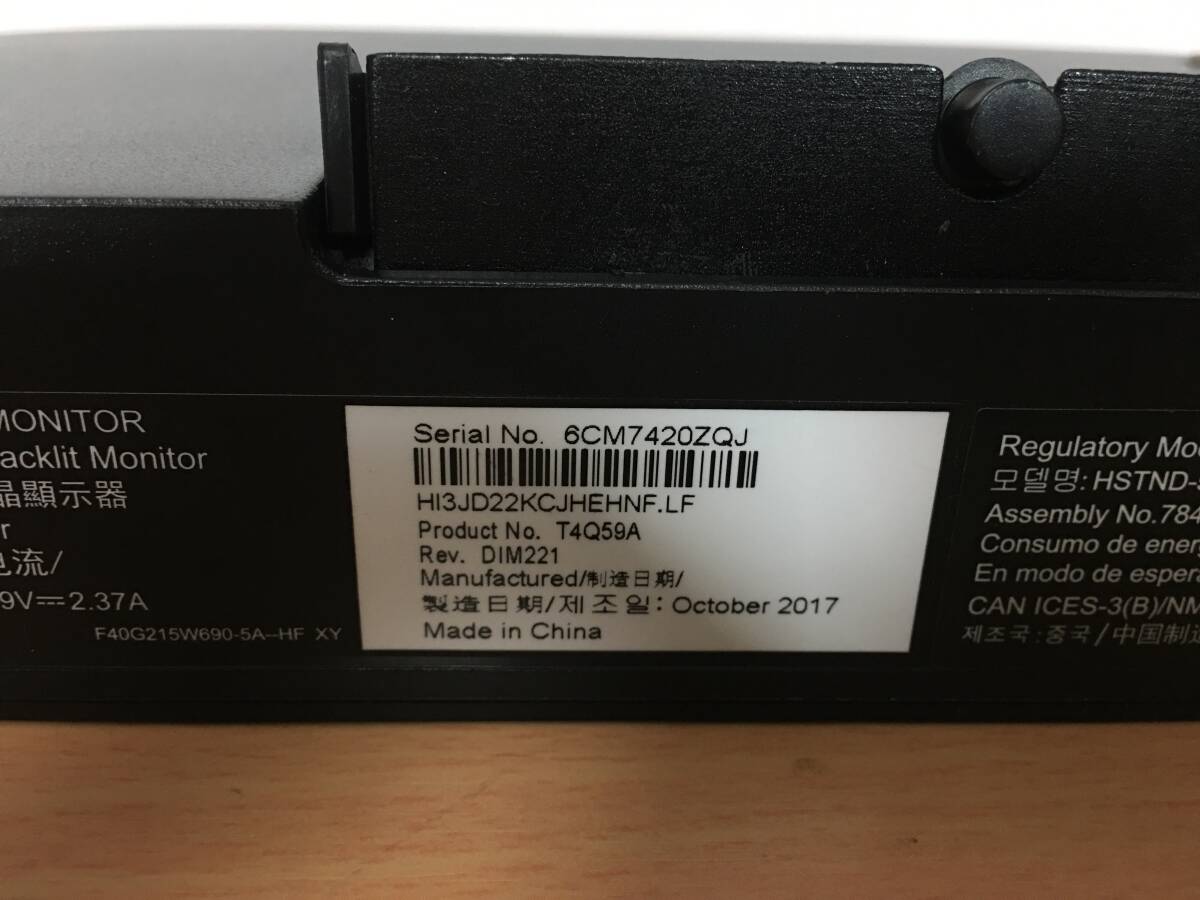 MONITOR
acklit Monitor
晶顯示器
r
电流/
9V⎓2.37A
F40G215W690-5A--HF XY
Serial No. 6CM7420ZQJ
HI3JD22KCJHEHNF.LF
Product No. T4Q59A
Rev. DIM221
Manufactured/制造日期/
製造日期/제조일: October 2017
Made in China
Regulatory Mo
모델명: HSTND-
Assembly No.784
Consumo de ener
En modo de espera
CAN ICES-3(B)/NM
제조국: 중국/中国制造